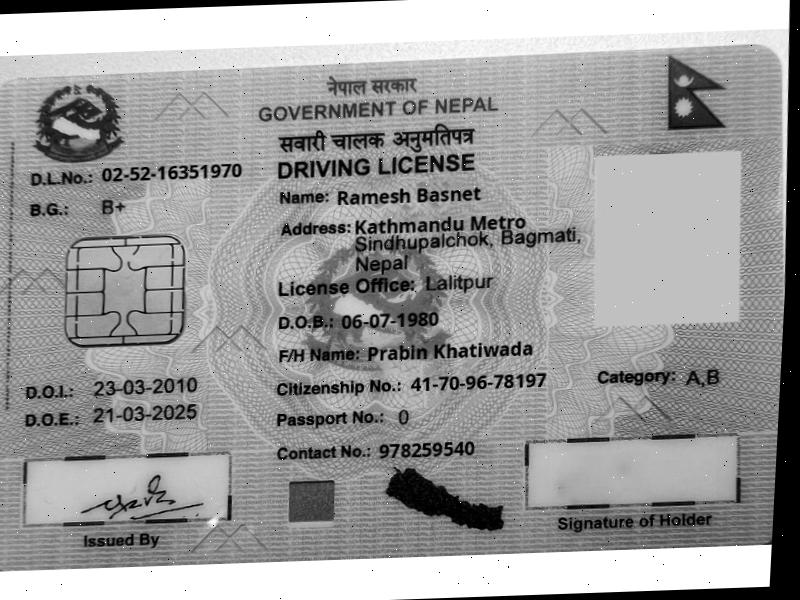 नेपाल सरकार
GOVERNMENT OF NEPAL
सवारी चालक अनुमतिपत्र
DRIVING LICENSE
D.L.No.: 02-52-16351970
B.G.: B+
Name: Ramesh Basnet
Address: Kathmandu Metro
Sindhupalchok, Bagmati,
Nepal
License Office: Lalitpur
D.O.B.: 06-07-1980
F/H Name: Prabin Khatiwada
D.O.I.: 23-03-2010
Citizenship No.: 41-70-96-78197
Category: A,B
D.O.E.: 21-03-2025
Passport No.: 0
Contact No.: 978259540
Issued By
Signature of Holder